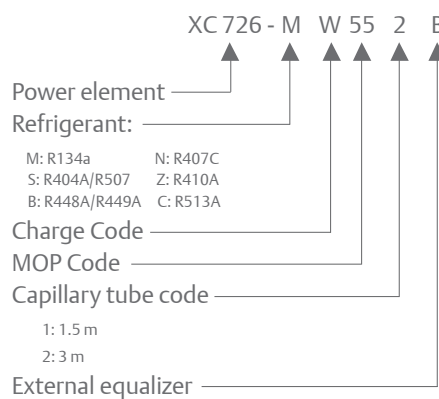 XC 726 - M W 55 2 B
Power element
Refrigerant:
M: R134a N: R407C
S: R404A/R507 Z: R410A
B: R448A/R449A C: R513A
Charge Code
MOP Code
Capillary tube code
1: 1.5 m
2: 3 m
External equalizer